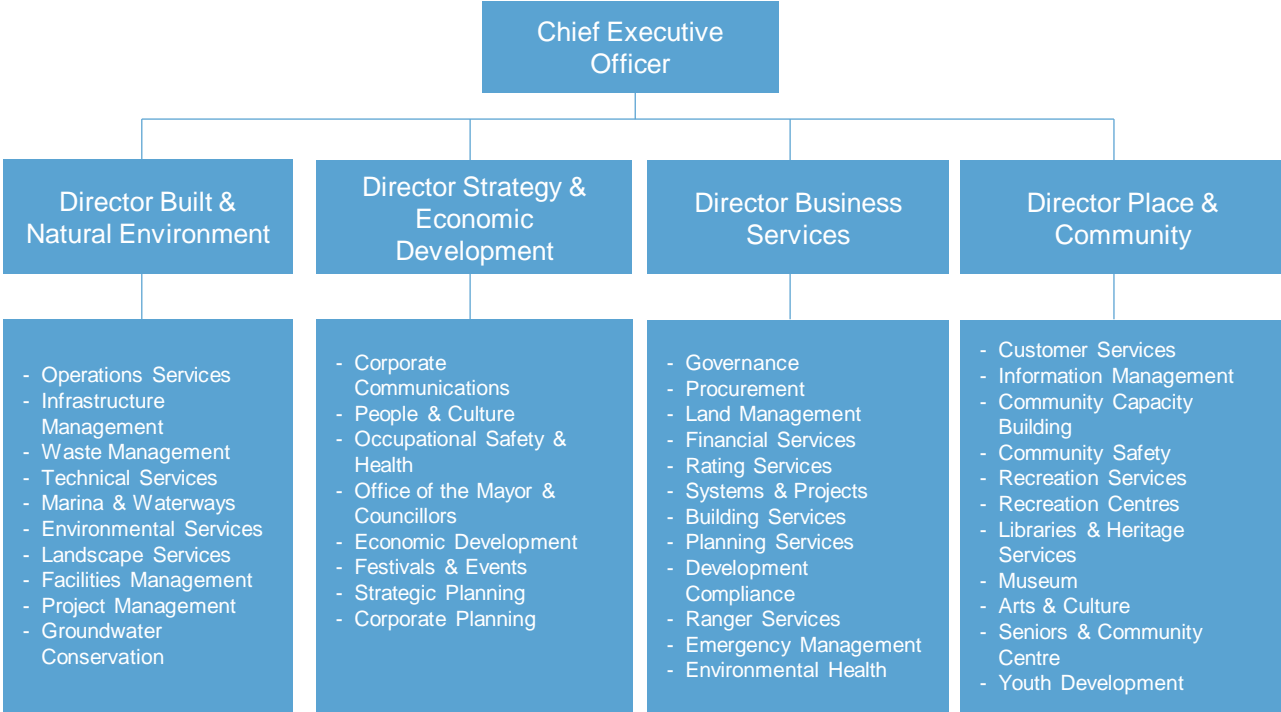 Chief Executive
Officer
Director Built &
Natural Environment
Director Strategy &
Economic
Development
Director Business
Services
Director Place &
Community
- Operations Services
- Infrastructure
Management
- Waste Management
- Technical Services
- Marina & Waterways
- Environmental Services
- Landscape Services
- Facilities Management
- Project Management
- Groundwater
Conservation
- Corporate
Communications
- People & Culture
- Occupational Safety &
Health
- Office of the Mayor &
Councillors
- Economic Development
- Festivals & Events
- Strategic Planning
- Corporate Planning
- Governance
- Procurement
- Land Management
- Financial Services
- Rating Services
- Systems & Projects
- Building Services
- Planning Services
- Development
Compliance
- Ranger Services
- Emergency Management
- Environmental Health
- Customer Services
- Information Management
- Community Capacity
Building
- Community Safety
- Recreation Services
- Recreation Centres
- Libraries & Heritage
Services
- Museum
- Arts & Culture
- Seniors & Community
Centre
- Youth Development